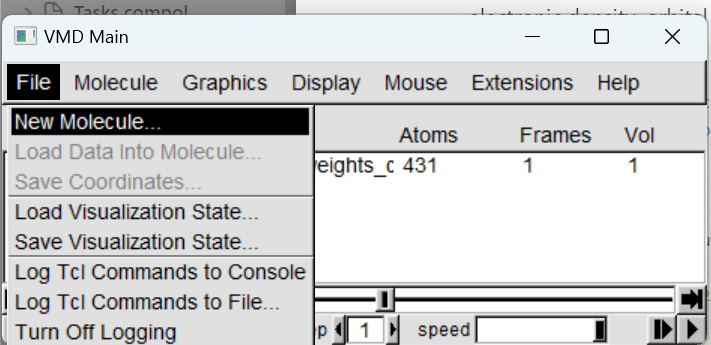 Tasks compol
electronic density, orbital
VMD Main
File Molecule Graphics Display Mouse Extensions Help
New Molecule...
Atoms Frames Vol
Load Data Into Molecule...
431 1 1
Save Coordinates...
Load Visualization State...
Save Visualization State...
Log Tcl Commands to Console
Log Tcl Commands to File...
Turn Off Logging
1 speed